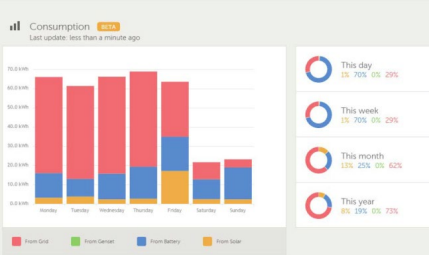 Consumption BETA
Last update: less than a minute ago
70.0 kWh
60.0 kWh
50.0 kWh
40.0 kWh
30.0 kWh
20.0 kWh
10.0 kWh
0.0 kWh
Monday Tuesday Wednesday Thursday Friday Saturday Sunday
From Grid From Genset From Battery From Solar
This day
1% 70% 0% 29%
This week
1% 70% 0% 29%
This month
13% 25% 0% 62%
This year
8% 19% 0% 73%